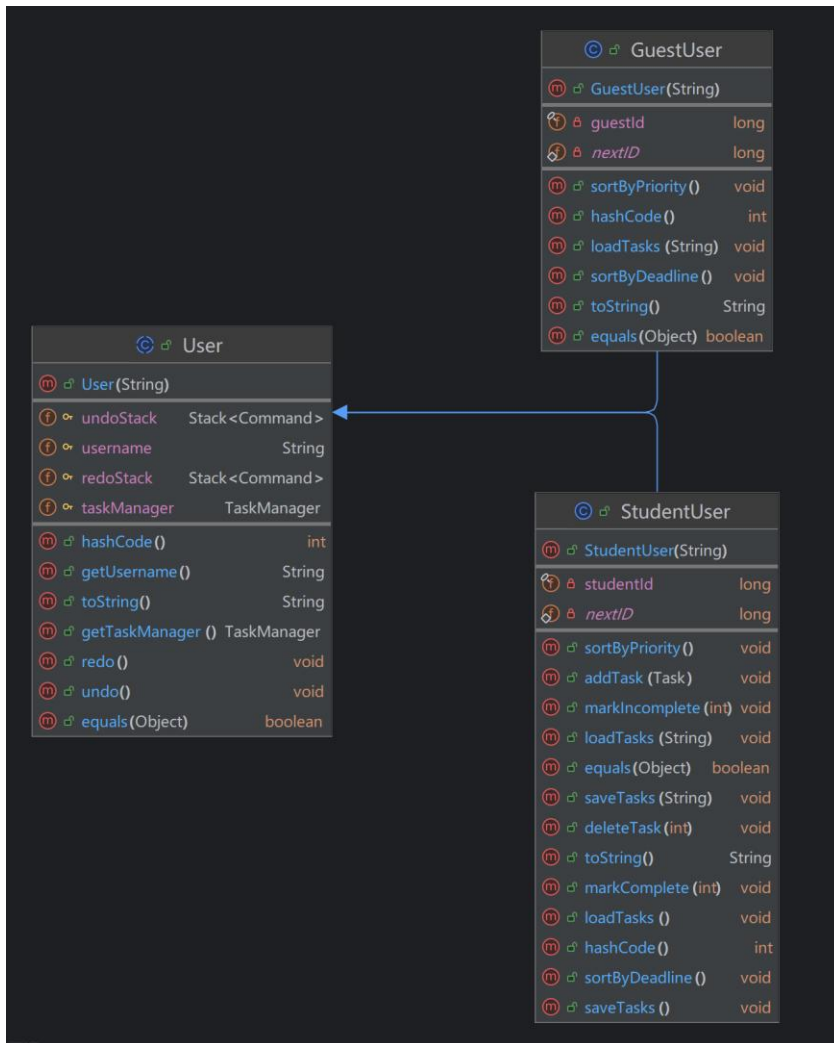 GuestUser
GuestUser(String)
guestId long
nextID long
sortByPriority() void
hashCode() int
loadTasks (String) void
sortByDeadline () void
toString() String
equals(Object) boolean
User
User(String)
undoStack Stack<Command>
username String
redoStack Stack<Command>
taskManager TaskManager
hashCode() int
getUsername() String
toString() String
getTaskManager () TaskManager
redo() void
undo() void
equals(Object) boolean
StudentUser
StudentUser(String)
studentId long
nextID long
sortByPriority() void
addTask (Task) void
markIncomplete (int) void
loadTasks (String) void
equals(Object) boolean
saveTasks (String) void
deleteTask(int) void
toString() String
markComplete (int) void
loadTasks () void
hashCode() int
sortByDeadline () void
saveTasks () void